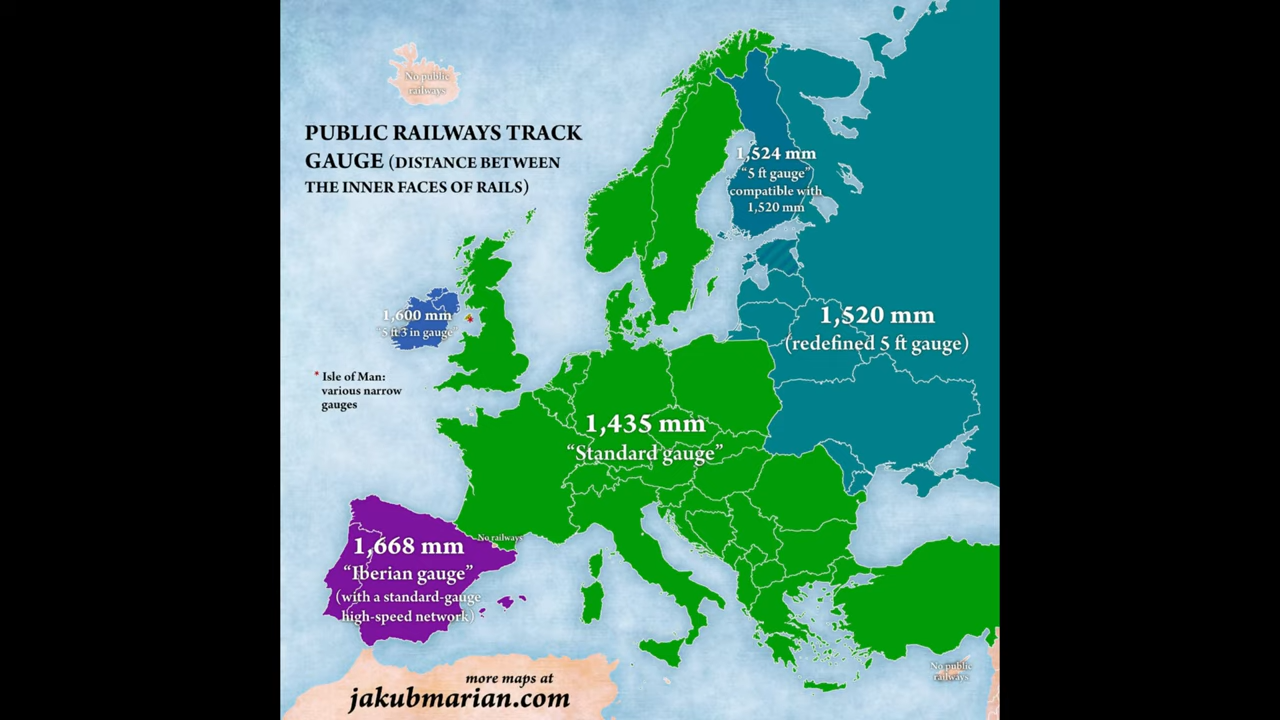 No public
railways
PUBLIC RAILWAYS TRACK
GAUGE (DISTANCE BETWEEN
THE INNER FACES OF RAILS)
1,524 mm
“5 ft gauge”
compatible with
1,520 mm
1,600 mm
“5 ft 3 in gauge”
1,520 mm
(redefined 5 ft gauge)
* Isle of Man:
various narrow
gauges
*
1,435 mm
“Standard gauge”
No railways
1,668 mm
“Iberian gauge”
(with a standard-gauge
high-speed network)
No public
railways
more maps at
jakubmarian.com